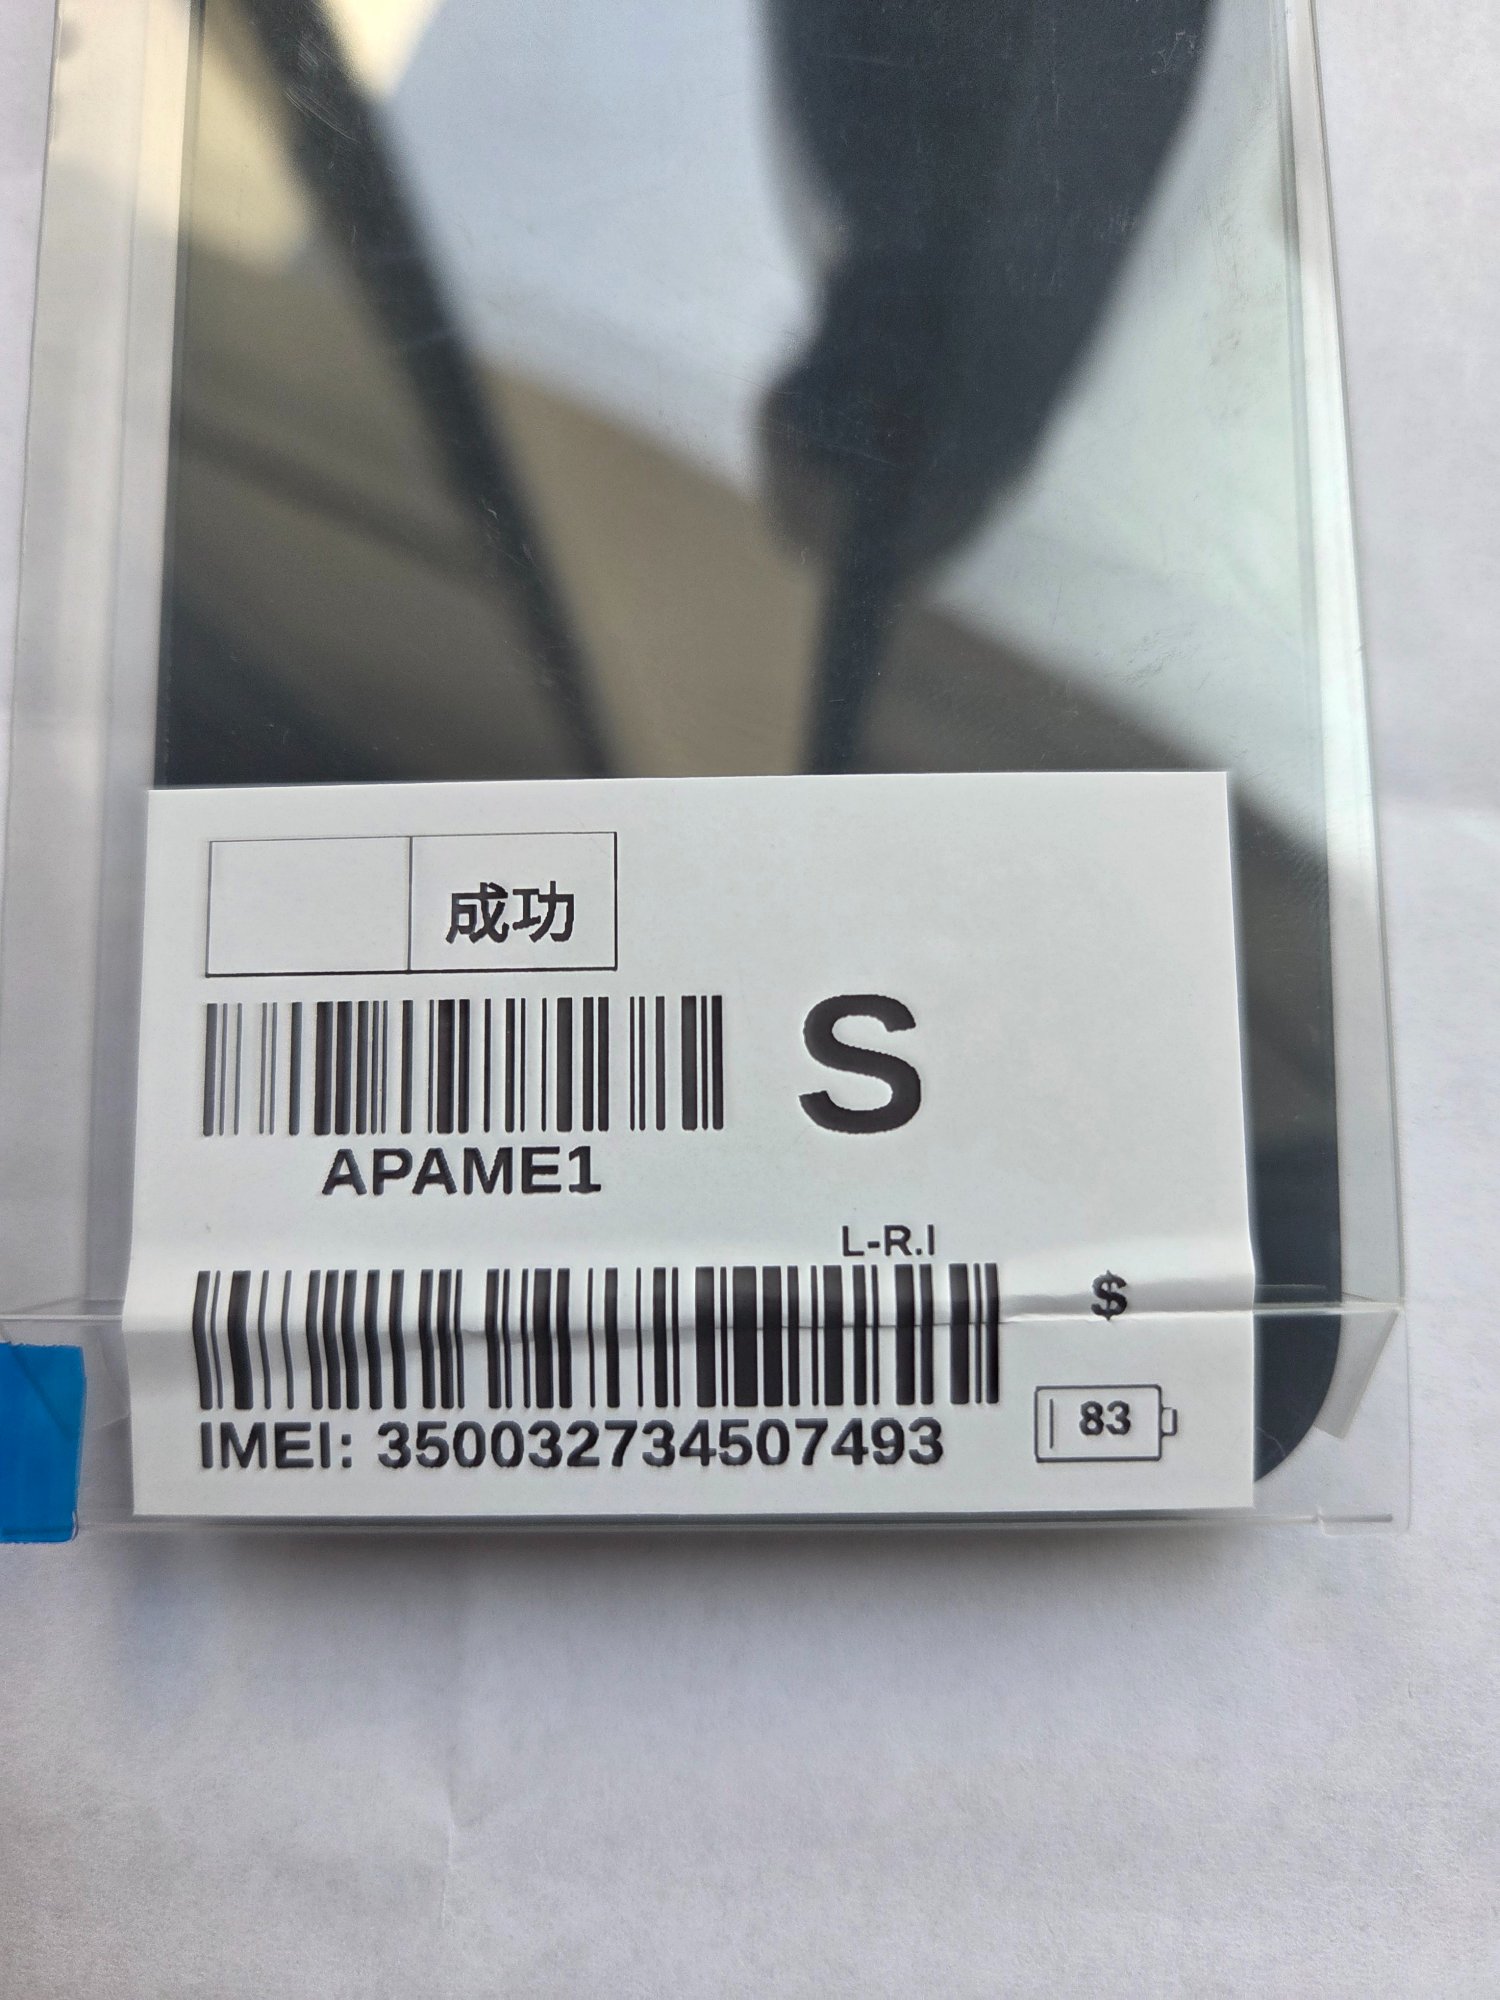 成功
S
APAME1
L-R.I
$
83
IMEI: 350032734507493